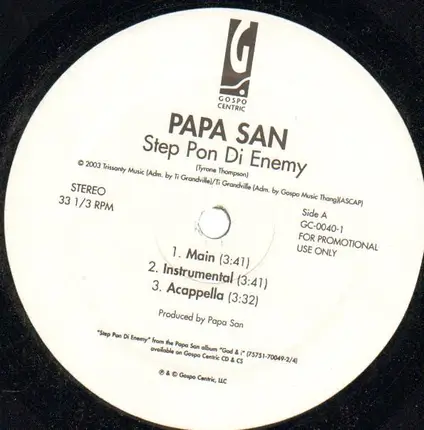 G
GOSPO
CENTRIC
PAPA SAN
Step Pon Di Enemy
(Tyrone Thompson)
© 2003 Trissanty Music (Adm. by Ti Grandville)/Ti Grandville (Adm. by Gospo Music Thang)(ASCAP)
STEREO
33 1/3 RPM
Side A
GC-0040-1
FOR PROMOTIONAL
USE ONLY
1. Main (3:41)
2. Instrumental (3:41)
3. Acappella (3:32)
Produced by Papa San
"Step Pon Di Enemy" from the Papa San album "God & i" (75751-70049-2/4)
available on Gospo Centric CD & CS
℗ & © Gospo Centric, LLC